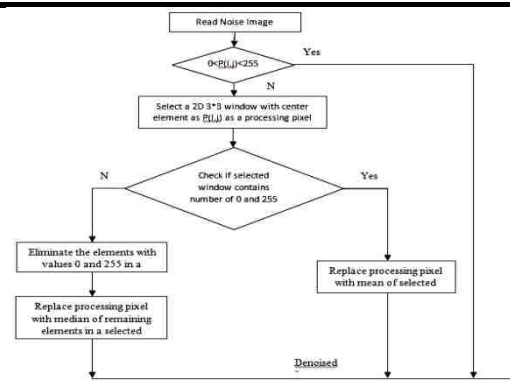 Read Noise Image
Yes
0<P(I,j)<255
N
Select a 2D 3*3 window with center
element as P(I,j) as a processing pixel
N
Check if selected
window contains
number of 0 and 255
Yes
Eliminate the elements with
values 0 and 255 in a
Replace processing pixel
with mean of selected
Replace processing pixel
with median of remaining
elements in a selected
Denoised